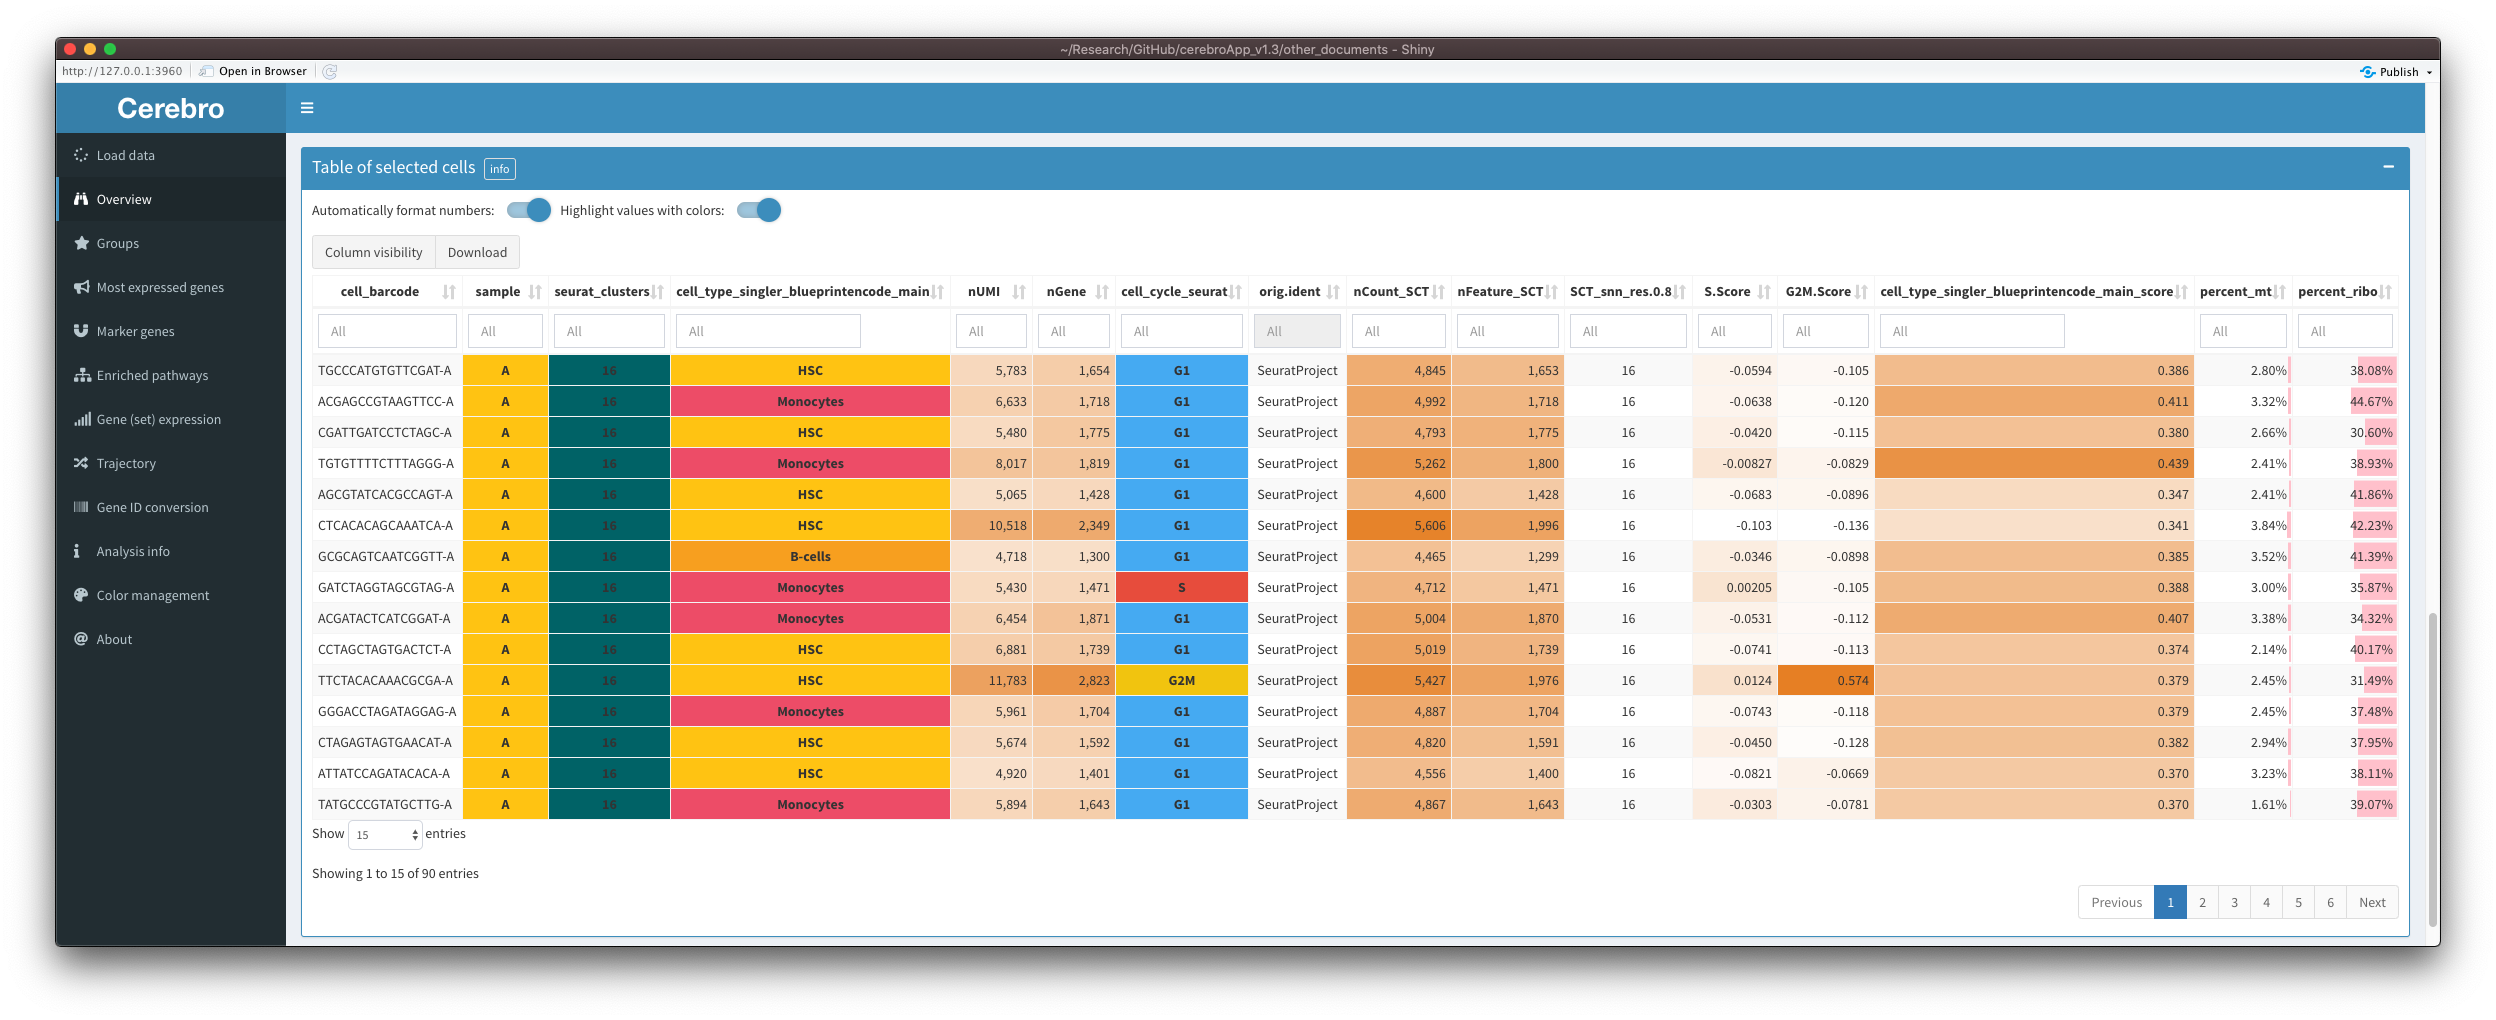 ~/Research/GitHub/cerebroApp_v1.3/other_documents - Shiny
http://127.0.0.1:3960 Open in Browser Publish
Cerebro
Load data
Overview
Groups
Most expressed genes
Marker genes
Enriched pathways
Gene (set) expression
Trajectory
Gene ID conversion
Analysis info
Color management
About
Table of selected cells info
Automatically format numbers: Highlight values with colors:
Column visibility Download
cell_barcode sample seurat_clusters cell_type_singler_blueprintencode_main nUMI nGene cell_cycle_seurat orig.ident nCount_SCT nFeature_SCT SCT_snn_res.0.8 S.Score G2M.Score cell_type_singler_blueprintencode_main_score percent_mt percent_ribo
All All All All All All All All All All All All All All All All
TGCCCATGTGTTCGAT-A A 16 HSC 5,783 1,654 G1 SeuratProject 4,845 1,653 16 -0.0594 -0.105 0.386 2.80% 38.08%
ACGAGCCGTAAGTTCC-A A 16 Monocytes 6,633 1,718 G1 SeuratProject 4,992 1,718 16 -0.0638 -0.120 0.411 3.32% 44.67%
CGATTGATCCTCTAGC-A A 16 HSC 5,480 1,775 G1 SeuratProject 4,793 1,775 16 -0.0420 -0.115 0.380 2.66% 30.60%
TGTGTTTTCTTTAGGG-A A 16 Monocytes 8,017 1,819 G1 SeuratProject 5,262 1,800 16 -0.00827 -0.0829 0.439 2.41% 38.93%
AGCGTATCACGCCAGT-A A 16 HSC 5,065 1,428 G1 SeuratProject 4,600 1,428 16 -0.0683 -0.0896 0.347 2.41% 41.86%
CTCACACAGCAAATCA-A A 16 HSC 10,518 2,349 G1 SeuratProject 5,606 1,996 16 -0.103 -0.136 0.341 3.84% 42.23%
GCGCAGTCAATCGGTT-A A 16 B-cells 4,718 1,300 G1 SeuratProject 4,465 1,299 16 -0.0346 -0.0898 0.385 3.52% 41.39%
GATCTAGGTAGCGTAG-A A 16 Monocytes 5,430 1,471 S SeuratProject 4,712 1,471 16 0.00205 -0.105 0.388 3.00% 35.87%
ACGATACTCATCGGAT-A A 16 Monocytes 6,454 1,871 G1 SeuratProject 5,004 1,870 16 -0.0531 -0.112 0.407 3.38% 34.32%
CCTAGCTAGTGACTCT-A A 16 HSC 6,881 1,739 G1 SeuratProject 5,019 1,739 16 -0.0741 -0.113 0.374 2.14% 40.17%
TTCTACACAAACGCGA-A A 16 HSC 11,783 2,823 G2M SeuratProject 5,427 1,976 16 0.0124 0.574 0.379 2.45% 31.49%
GGGACCTAGATAGGAG-A A 16 Monocytes 5,961 1,704 G1 SeuratProject 4,887 1,704 16 -0.0743 -0.118 0.379 2.45% 37.48%
CTAGAGTAGTGAACAT-A A 16 HSC 5,674 1,592 G1 SeuratProject 4,820 1,591 16 -0.0450 -0.128 0.382 2.94% 37.95%
ATTATCCAGATACACA-A A 16 HSC 4,920 1,401 G1 SeuratProject 4,556 1,400 16 -0.0821 -0.0669 0.370 3.23% 38.11%
TATGCCCGTATGCTTG-A A 16 Monocytes 5,894 1,643 G1 SeuratProject 4,867 1,643 16 -0.0303 -0.0781 0.370 1.61% 39.07%
Show 15 entries
Showing 1 to 15 of 90 entries
Previous 1 2 3 4 5 6 Next